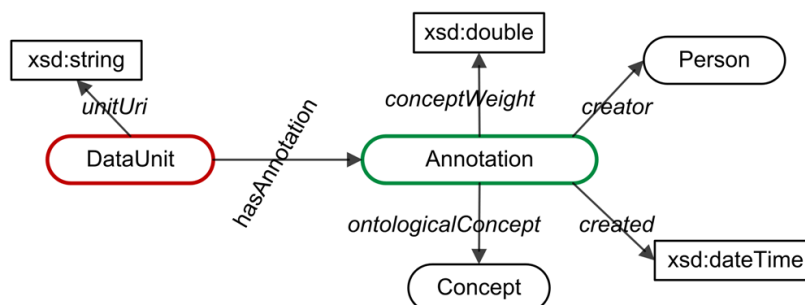 xsd:double
xsd:string
Person
unitUri
conceptWeight
creator
DataUnit
hasAnnotation
Annotation
ontologicalConcept
created
xsd:dateTime
Concept